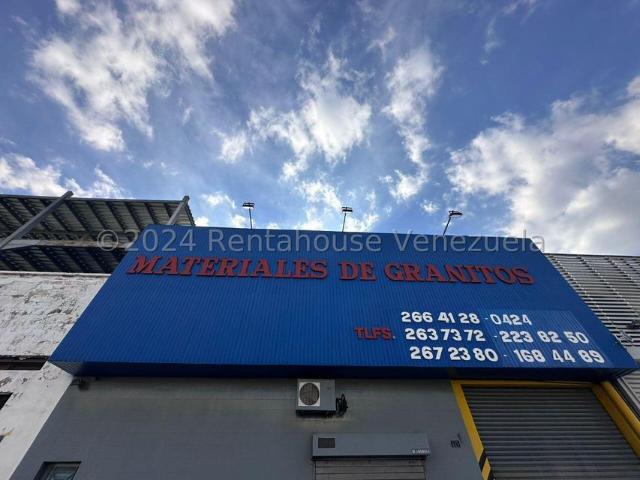 © 2024 Rentahouse Venezuela
MATERIALES DE GRANITOS
266 41 28 - 0424
TLFS. 263 73 72 - 223 82 50
267 23 80 - 168 44 89